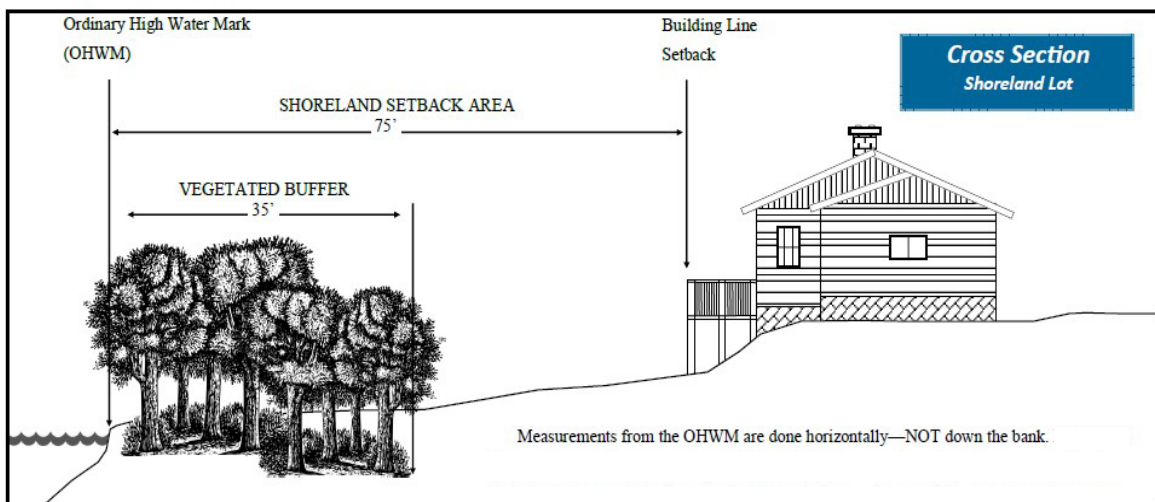 Ordinary High Water Mark
(OHWM)
Building Line
Setback
Cross Section
Shoreland Lot
SHORELAND SETBACK AREA
75’
VEGETATED BUFFER
35’
Measurements from the OHWM are done horizontally—NOT down the bank.